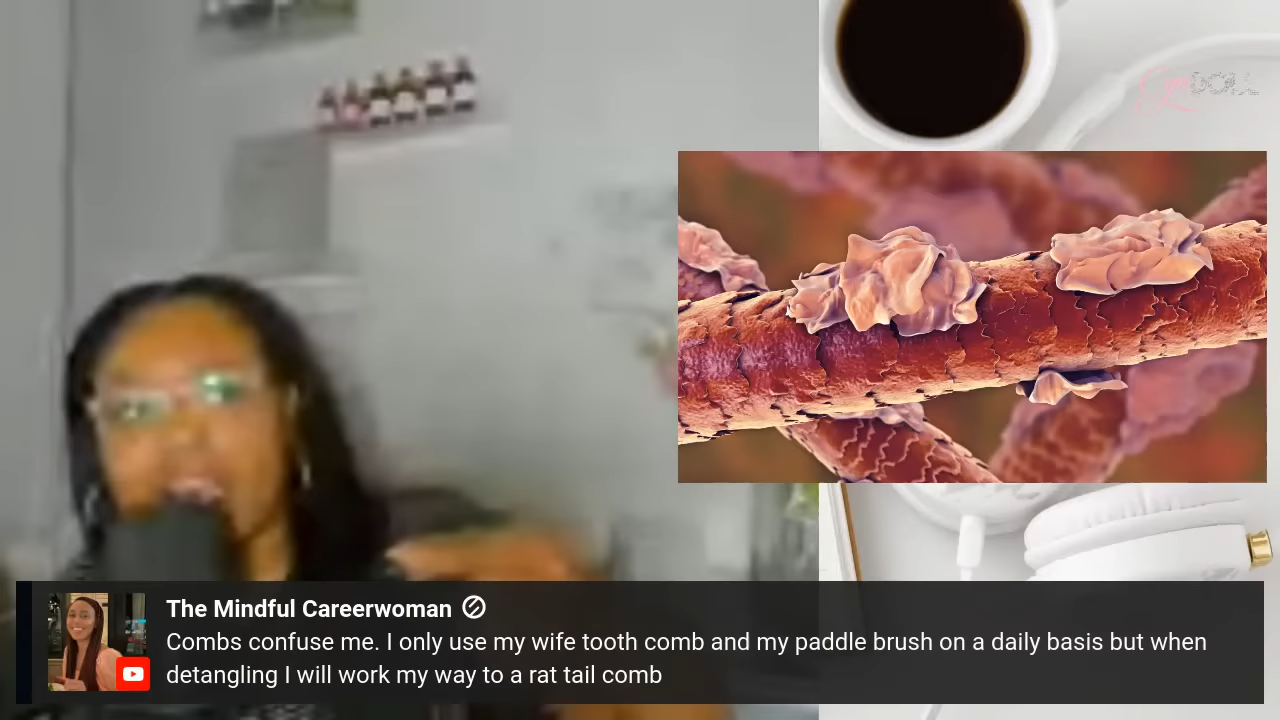 The Mindful Careerwoman
Combs confuse me. I only use my wife tooth comb and my paddle brush on a daily basis but when
detangling I will work my way to a rat tail comb